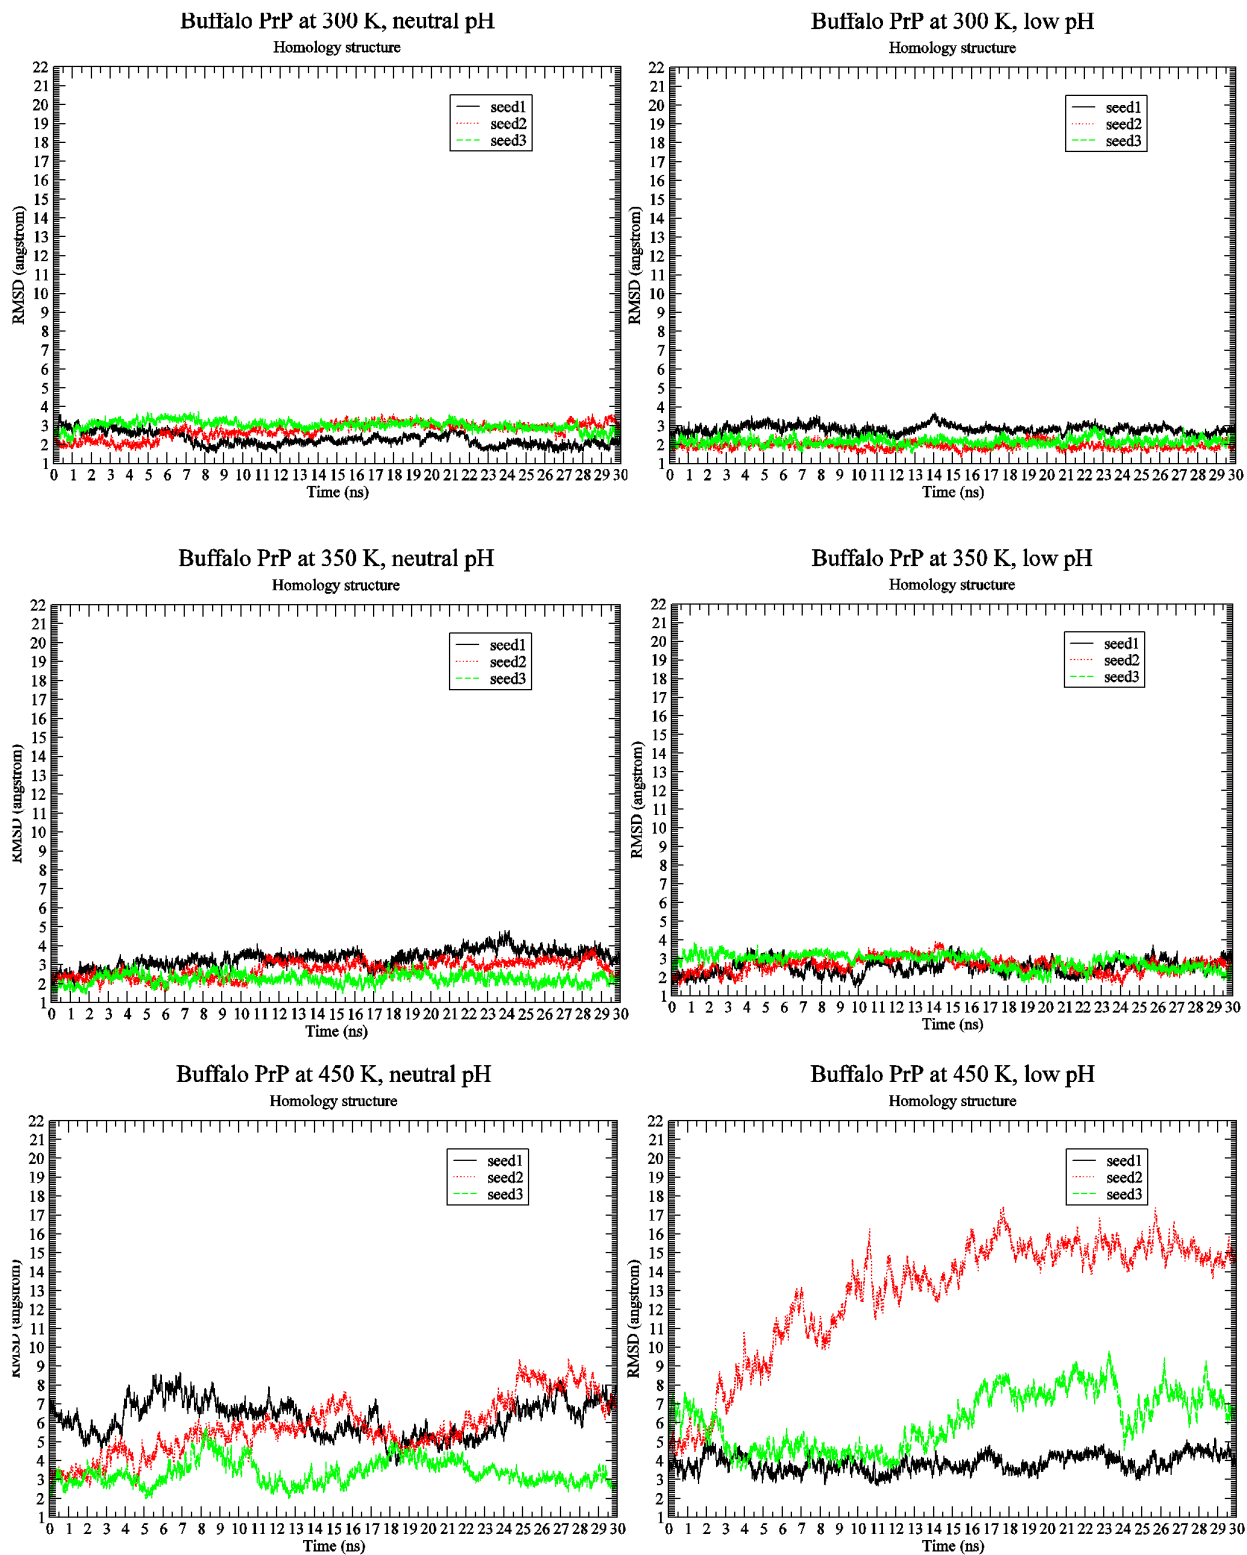 Buffalo PrP at 300 K, neutral pH
Homology structure
22
21
20
19
18
17
16
15
14
13
12
11
10
9
8
7
6
5
4
3
2
1
RMSD (angstrom)
seed1
seed2
seed3
0 1 2 3 4 5 6 7 8 9 10 11 12 13 14 15 16 17 18 19 20 21 22 23 24 25 26 27 28 29 30
Time (ns)
Buffalo PrP at 300 K, low pH
Homology structure
22
21
20
19
18
17
16
15
14
13
12
11
10
9
8
7
6
5
4
3
2
1
RMSD (angstrom)
seed1
seed2
seed3
0 1 2 3 4 5 6 7 8 9 10 11 12 13 14 15 16 17 18 19 20 21 22 23 24 25 26 27 28 29 30
Time (ns)
Buffalo PrP at 350 K, neutral pH
Homology structure
22
21
20
19
18
17
16
15
14
13
12
11
10
9
8
7
6
5
4
3
2
1
RMSD (angstrom)
seed1
seed2
seed3
0 1 2 3 4 5 6 7 8 9 10 11 12 13 14 15 16 17 18 19 20 21 22 23 24 25 26 27 28 29 30
Time (ns)
Buffalo PrP at 350 K, low pH
Homology structure
22
21
20
19
18
17
16
15
14
13
12
11
10
9
8
7
6
5
4
3
2
1
RMSD (angstrom)
seed1
seed2
seed3
0 1 2 3 4 5 6 7 8 9 10 11 12 13 14 15 16 17 18 19 20 21 22 23 24 25 26 27 28 29 30
Time (ns)
Buffalo PrP at 450 K, neutral pH
Homology structure
22
21
20
19
18
17
16
15
14
13
12
11
10
9
8
7
6
5
4
3
2
1
RMSD (angstrom)
seed1
seed2
seed3
0 1 2 3 4 5 6 7 8 9 10 11 12 13 14 15 16 17 18 19 20 21 22 23 24 25 26 27 28 29 30
Time (ns)
Buffalo PrP at 450 K, low pH
Homology structure
22
21
20
19
18
17
16
15
14
13
12
11
10
9
8
7
6
5
4
3
2
1
RMSD (angstrom)
seed1
seed2
seed3
0 1 2 3 4 5 6 7 8 9 10 11 12 13 14 15 16 17 18 19 20 21 22 23 24 25 26 27 28 29 30
Time (ns)